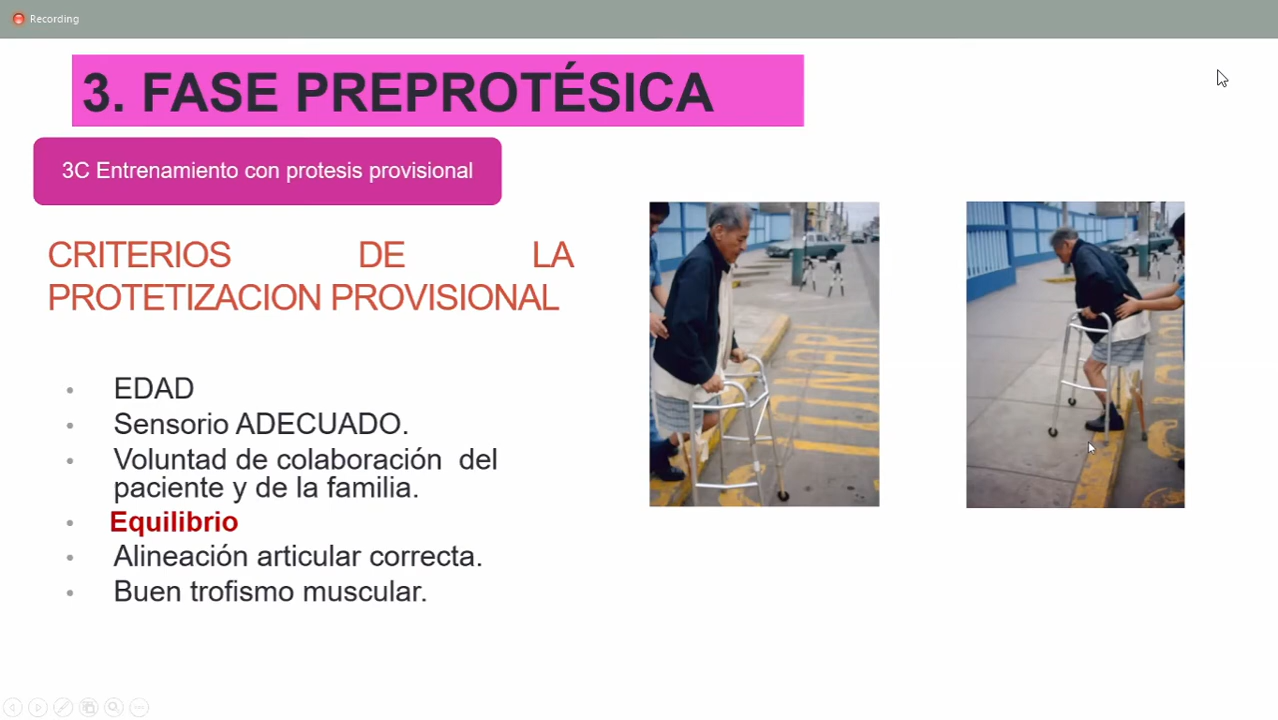 Recording
3. FASE PREPROTÉSICA
3C Entrenamiento con protesis provisional
CRITERIOS DE LA
PROTETIZACION PROVISIONAL
• EDAD
• Sensorio ADECUADO.
• Voluntad de colaboración del
paciente y de la familia.
• Equilibrio
• Alineación articular correcta.
• Buen trofismo muscular.